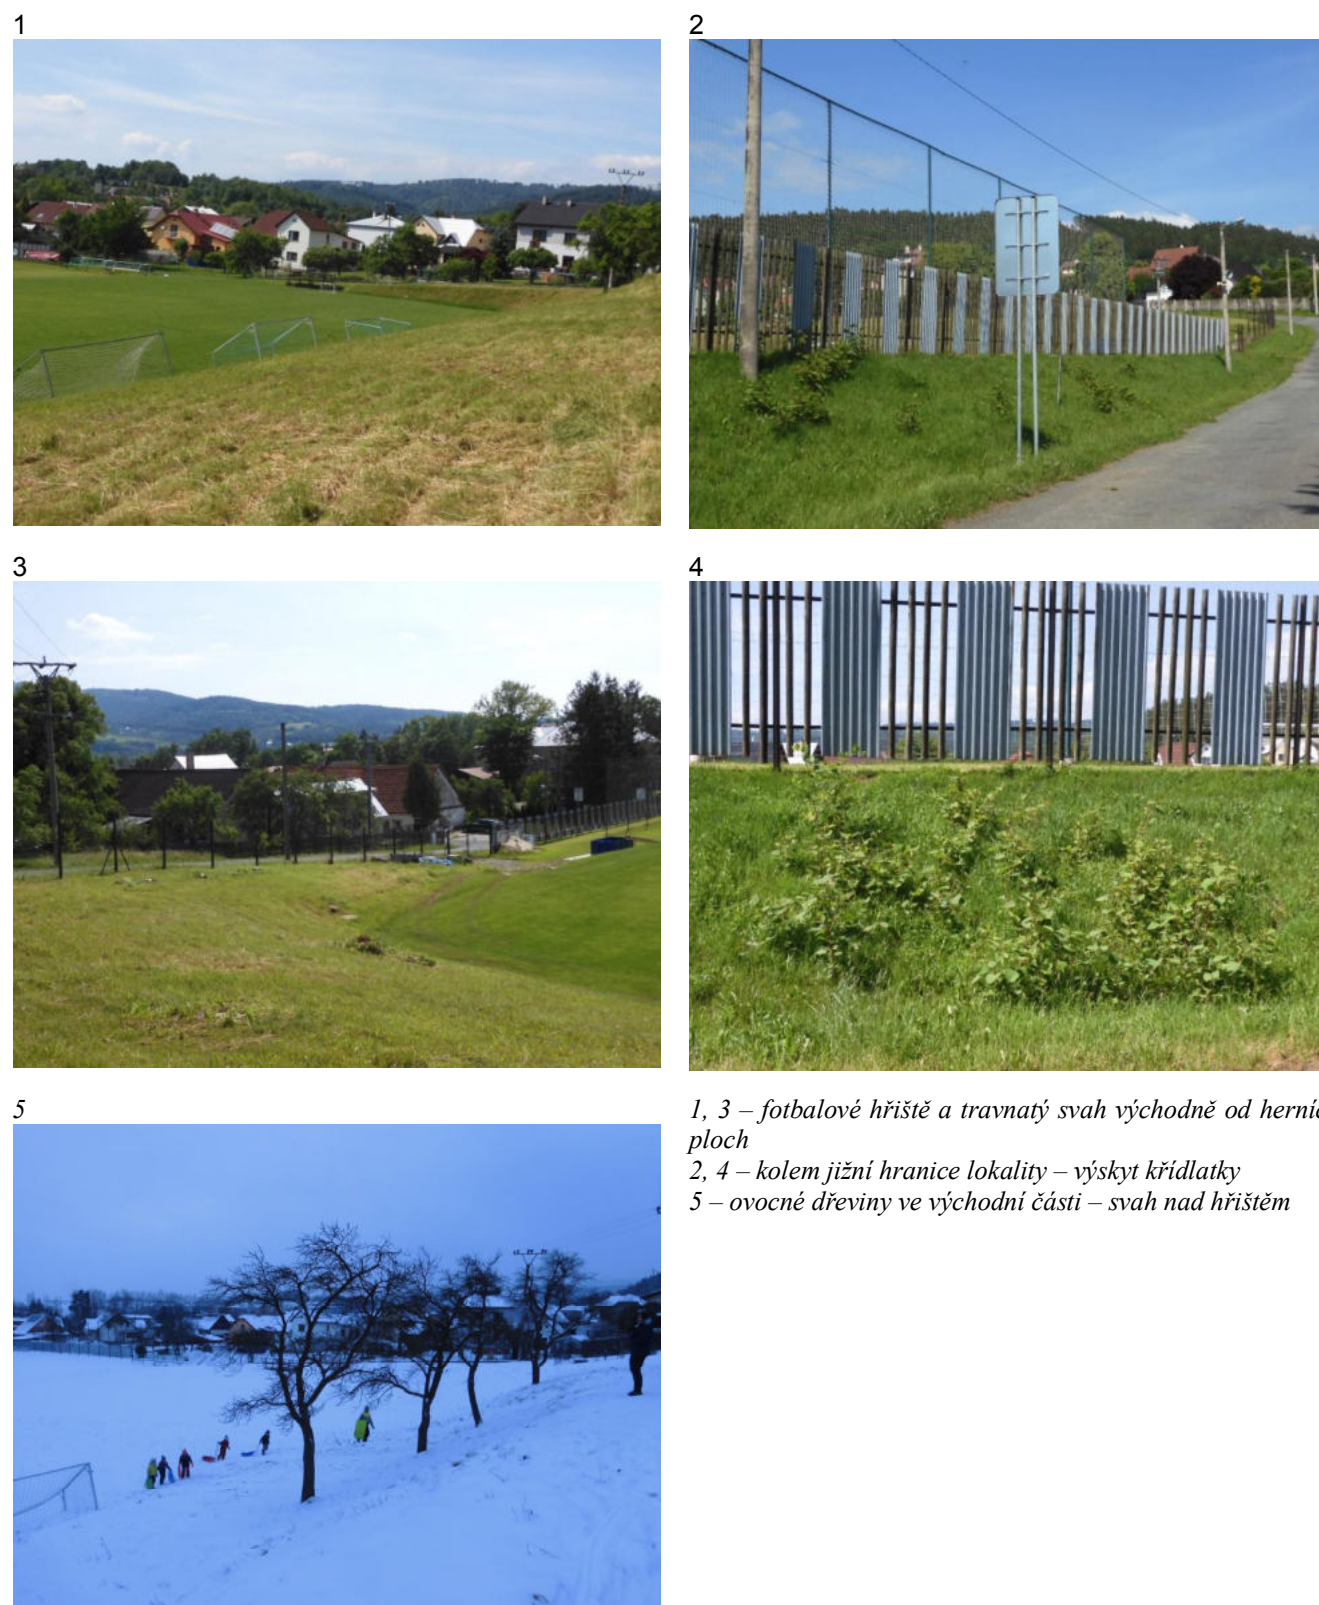 1
2
3
4
5
1, 3 – fotbalové hřiště a travnatý svah východně od
ploch
2, 4 – kolem jižní hranice lokality – výskyt křídlatky
5 – ovocné dřeviny ve východní části – svah nad hřištěm